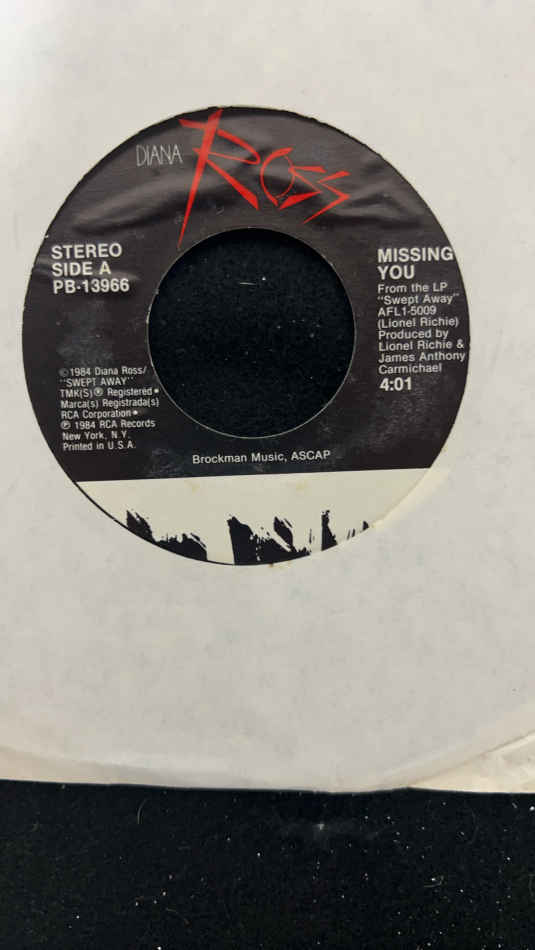 DIANA ROSS
STEREO
SIDE A
PB-13966
MISSING
YOU
From the LP
"Swept Away"
AFL1-5009
(Lionel Richie)
Produced by
Lionel Richie &
James Anthony
Carmichael
4:01
©1984 Diana Ross/
"SWEPT AWAY"
TMK(S)® Registered•
Marca(s) Registrada(s)
RCA Corporation•
℗ 1984 RCA Records
New York, N.Y.
Printed in U.S.A.
Brockman Music, ASCAP